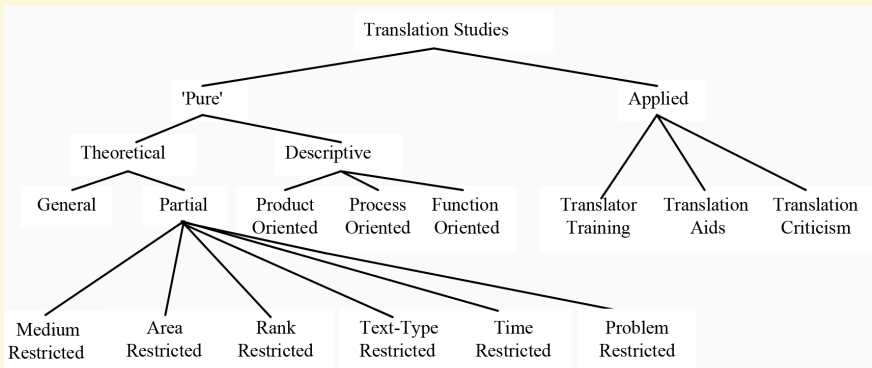 Translation Studies
'Pure'
Applied
Theoretical
Descriptive
General
Partial
Product
Oriented
Process
Oriented
Function
Oriented
Translator
Training
Translation
Aids
Translation
Criticism
Medium
Restricted
Area
Restricted
Rank
Restricted
Text-Type
Restricted
Time
Restricted
Problem
Restricted